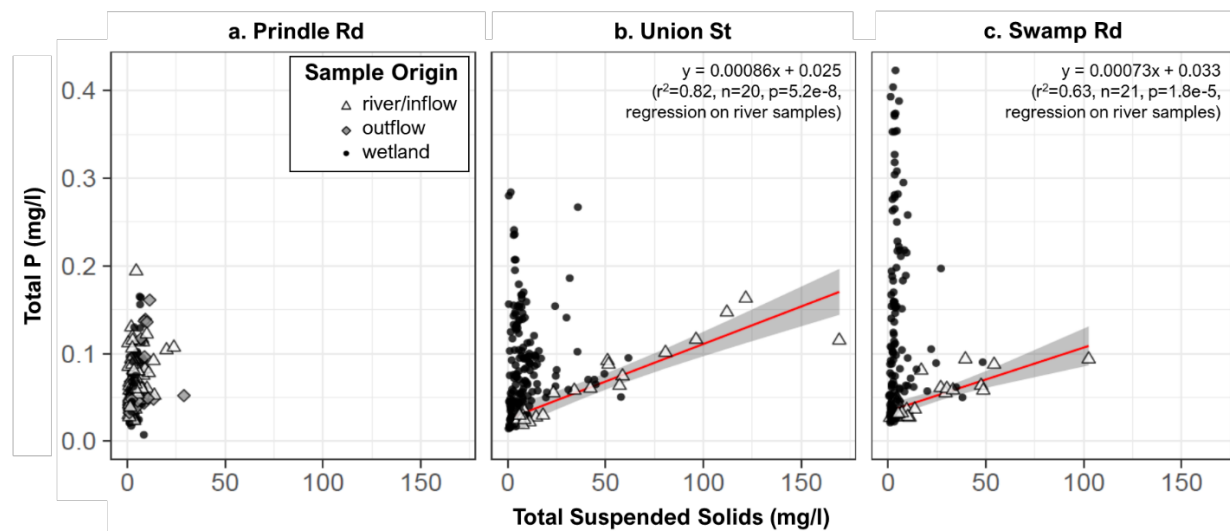 a. Prindle Rd
b. Union St
c. Swamp Rd
Total P (mg/l)
0.4
0.3
0.2
0.1
0.0
Sample Origin
river/inflow
outflow
wetland
y = 0.00086x + 0.025
(r²=0.82, n=20, p=5.2e-8,
regression on river samples)
y = 0.00073x + 0.033
(r²=0.63, n=21, p=1.8e-5,
regression on river samples)
0 50 100 150
0 50 100 150
0 50 100 150
Total Suspended Solids (mg/l)